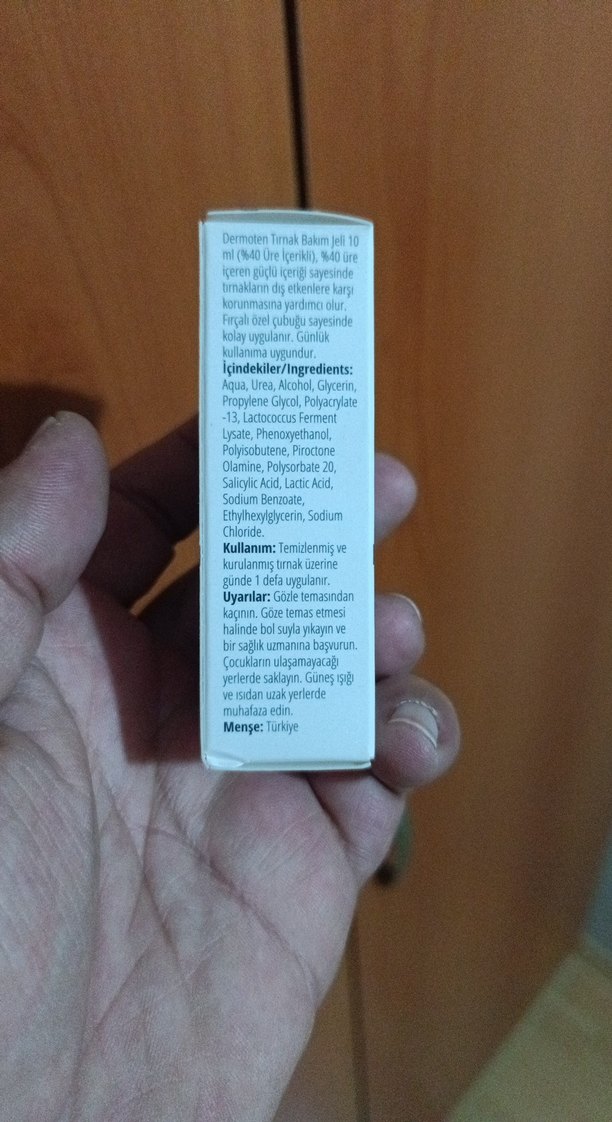 Dermoten Tırnak Bakım Jeli 10
ml (%40 Üre İçerikli), %40 üre
içeren güçlü içeriği sayesinde
tırnakların dış etkenlere karşı
korunmasına yardımcı olur.
Fırçalı özel çubuğu sayesinde
kolay uygulanır. Günlük
kullanıma uygundur.
İçindekiler/Ingredients:
Aqua, Urea, Alcohol, Glycerin,
Propylene Glycol, Polyacrylate
-13, Lactococcus Ferment
Lysate, Phenoxyethanol,
Polyisobutene, Piroctone
Olamine, Polysorbate 20,
Salicylic Acid, Lactic Acid,
Sodium Benzoate,
Ethylhexylglycerin, Sodium
Chloride.
Kullanım: Temizlenmiş ve
kurulanmış tırnak üzerine
günde 1 defa uygulanır.
Uyarılar: Gözle temasından
kaçının. Göze temas etmesi
halinde bol suyla yıkayın ve
bir sağlık uzmanına başvurun.
Çocukların ulaşamayacağı
yerlerde saklayın. Güneş ışığı
ve ısıdan uzak yerlerde
muhafaza edin.
Menşe: Türkiye